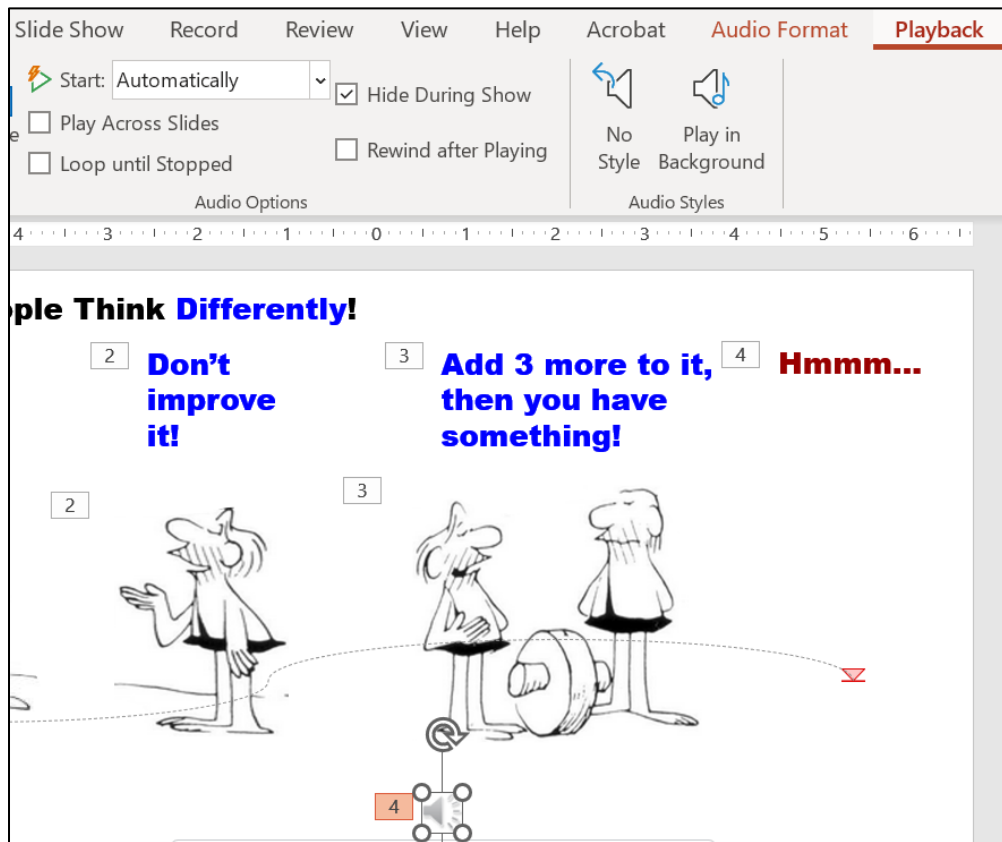 Slide Show Record Review View Help Acrobat Audio Format Playback
Start: Automatically
Hide During Show
Play Across Slides
Rewind after Playing
Loop until Stopped
No Style
Play in Background
Audio Options
Audio Styles
4 3 2 1 0 1 2 3 4 5 6
Think Differently!
2
Don’t
improve
it!
3
Add 3 more to it,
then you have
something!
4
Hmmm...
2
3
4